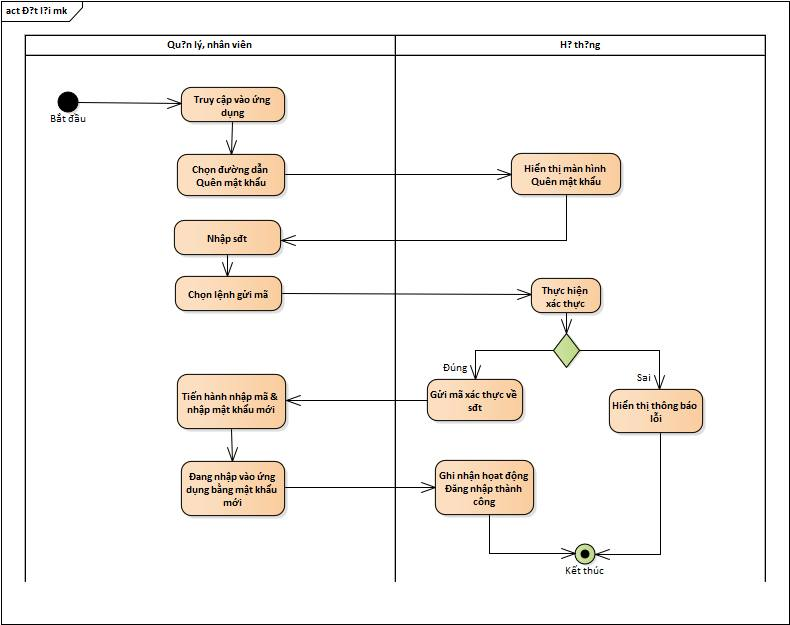 act Đ?t l?i mk
Qu?n lý, nhân viên
H? th?ng
Bắt đầu
Truy cập vào ứng
dụng
Chọn đường dẫn
Quên mật khẩu
Hiển thị màn hình
Quên mật khẩu
Nhập sđt
Chọn lệnh gửi mã
Thực hiện
xác thực
Đúng
Sai
Tiến hành nhập mã &
nhập mật khẩu mới
Gửi mã xác thực về
sđt
Hiển thị thông báo
lỗi
Đang nhập vào ứng
dụng bằng mật khẩu
mới
Ghi nhận họat động
Đăng nhập thành
công
Kết thúc